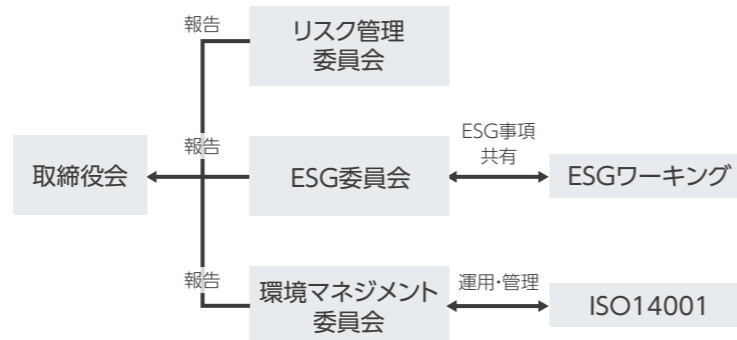 報告
リスク管理
委員会
報告
取締役会
ESG委員会
ESG事項
共有
ESGワーキング
報告
環境マネジメント
委員会
運用・管理
ISO14001